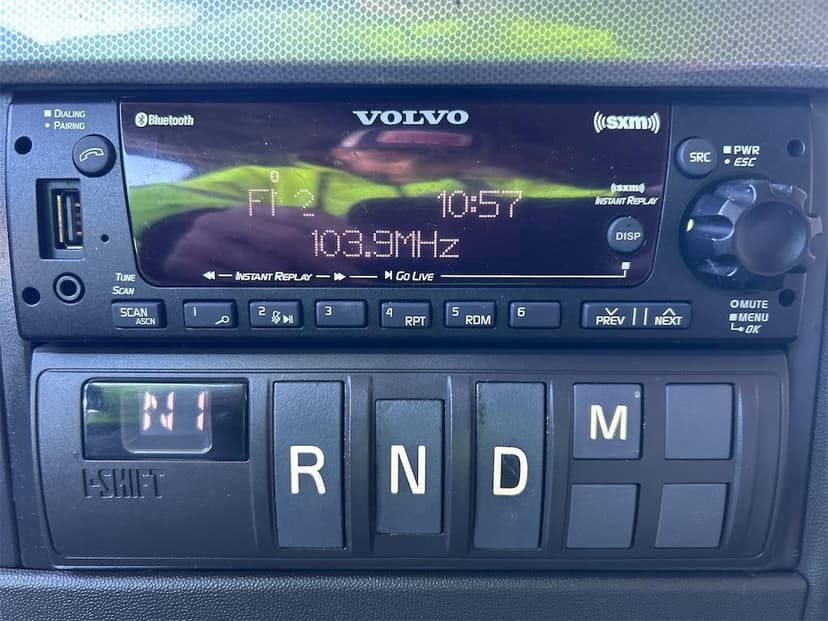 DIALING
PAIRING
Bluetooth
VOLVO
((( sxm )))
SRC
PWR
ESC
((( sxm )))
INSTANT REPLAY
0
10:57
103.9MHz
DISP
INSTANT REPLAY
GO LIVE
TUNE
SCAN
SCAN
ASCN
1
2
3
4 RPT
5 RDM
6
PREV
NEXT
MUTE
MENU
OK
N1
I-SHIFT
R
N
D
M